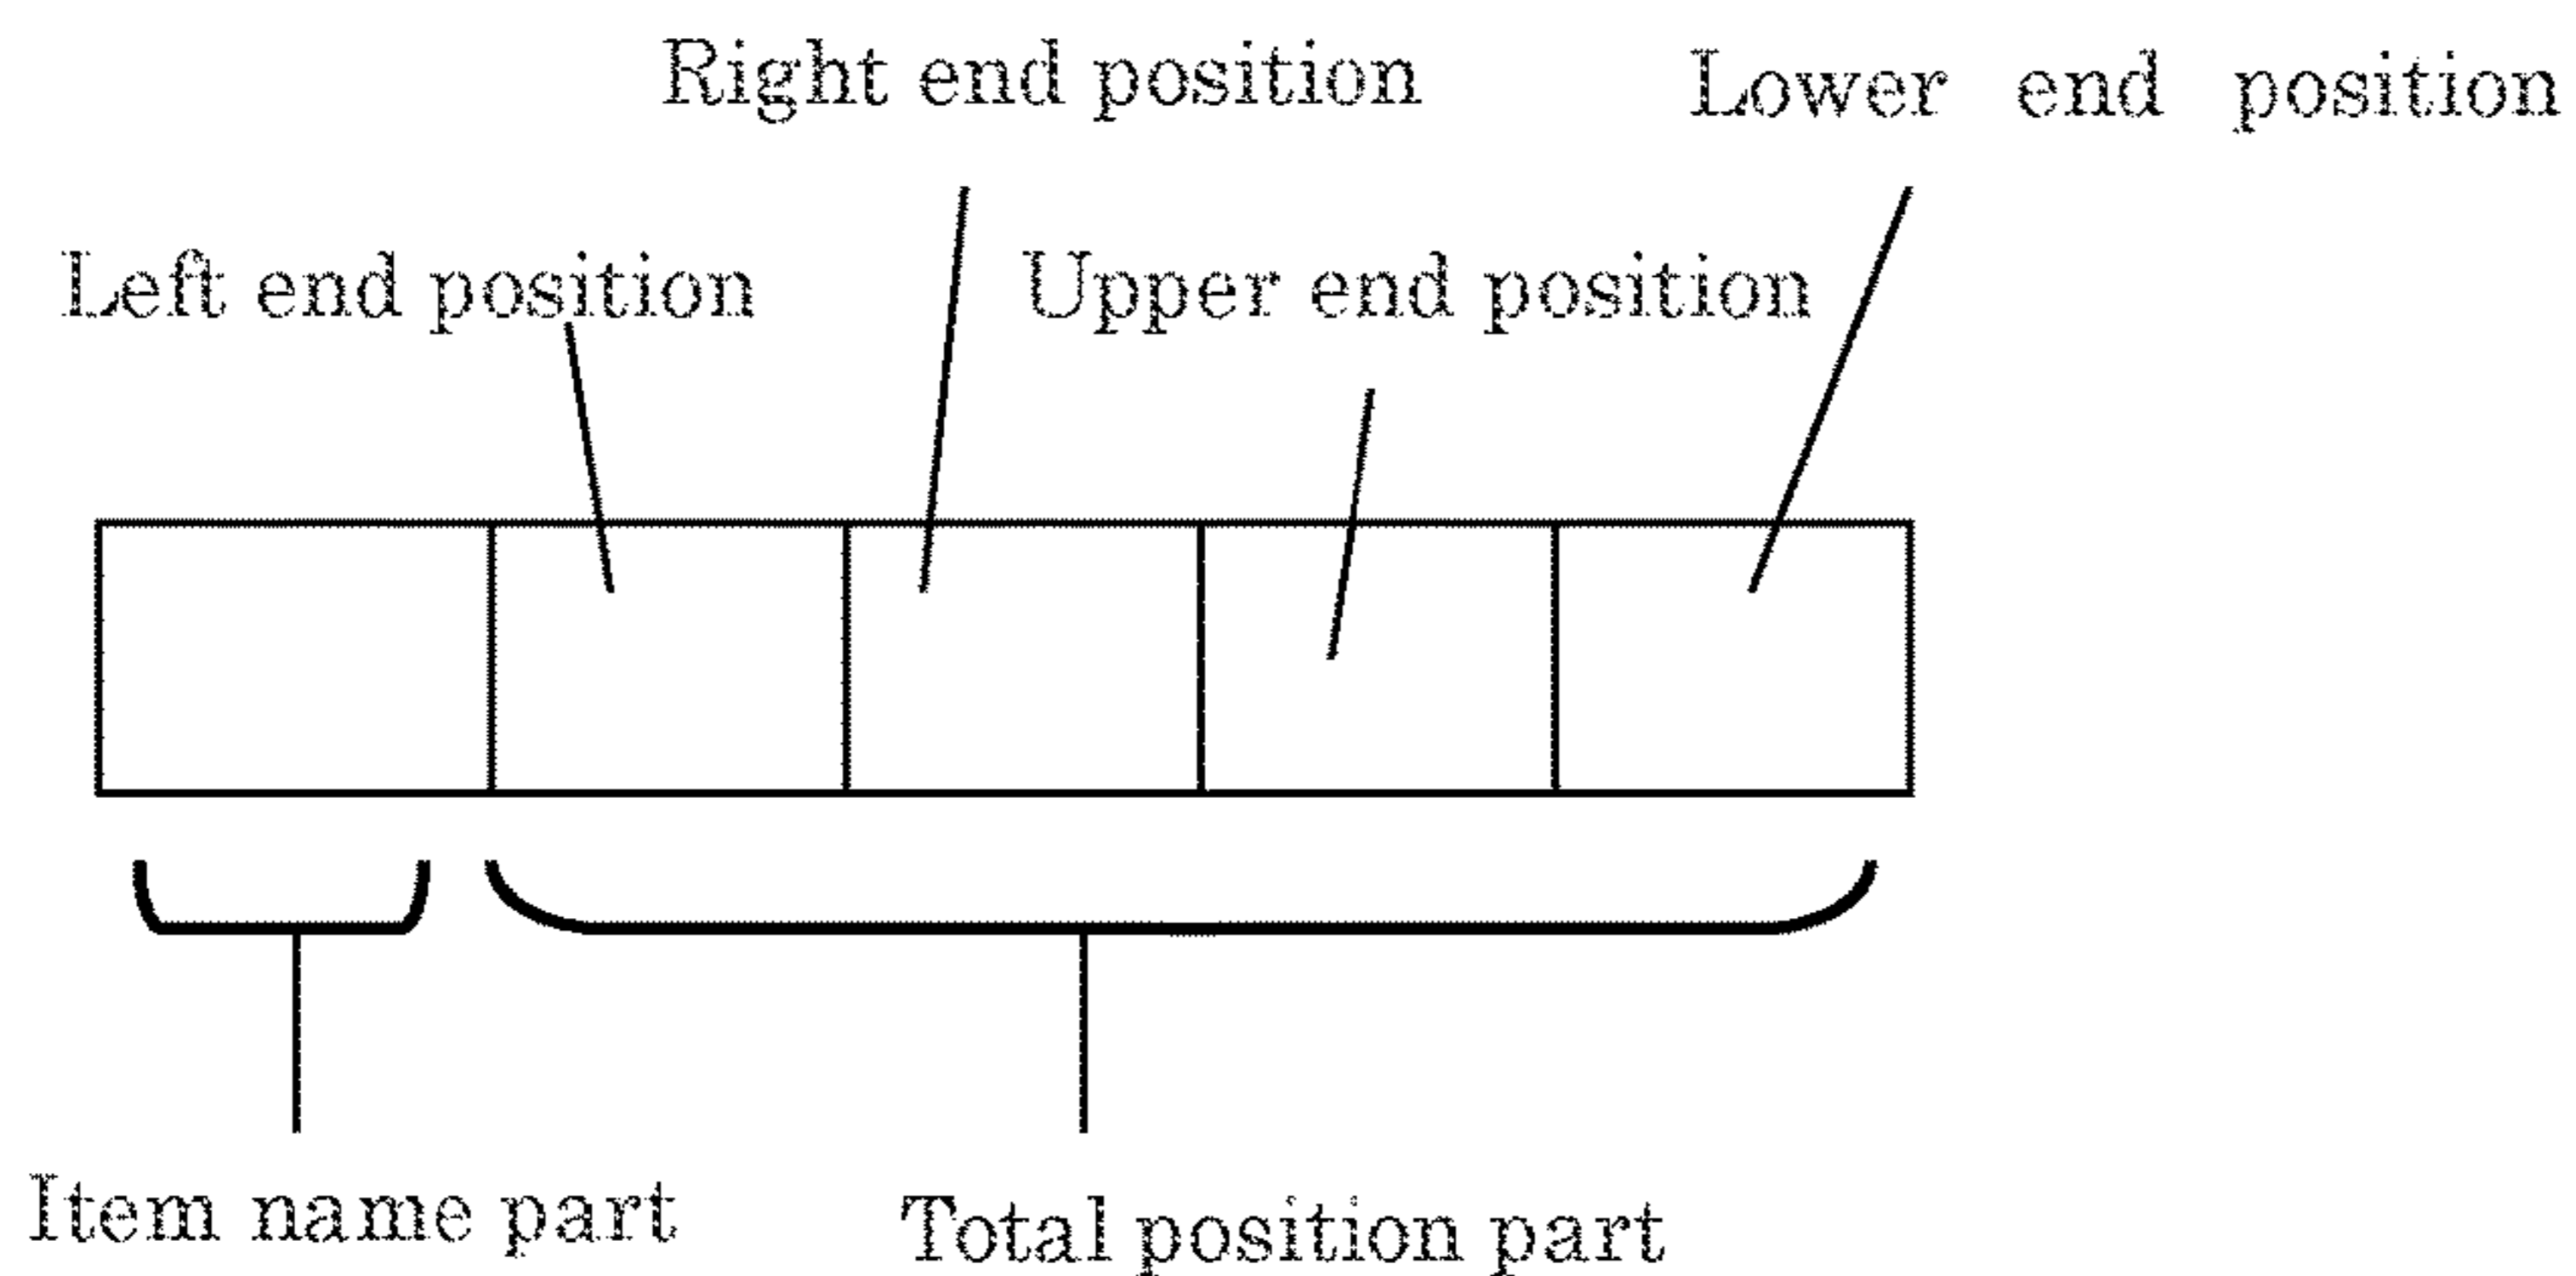 Right end position
Lower end position
Left end position
Upper end position
Item name part
Total position part